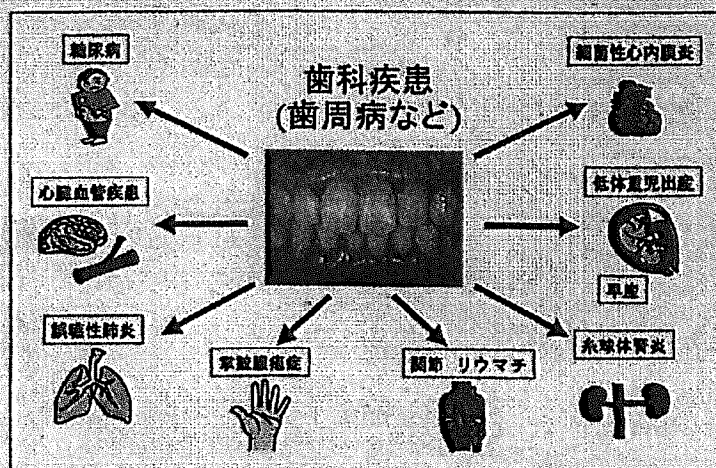 糖尿病
歯科疾患
(歯周病など)
細菌性心内膜炎
心臓血管疾患
低体重児出産
早産
誤嚥性肺炎
掌蹠膿疱症
関節 リウマチ
糸球体腎炎